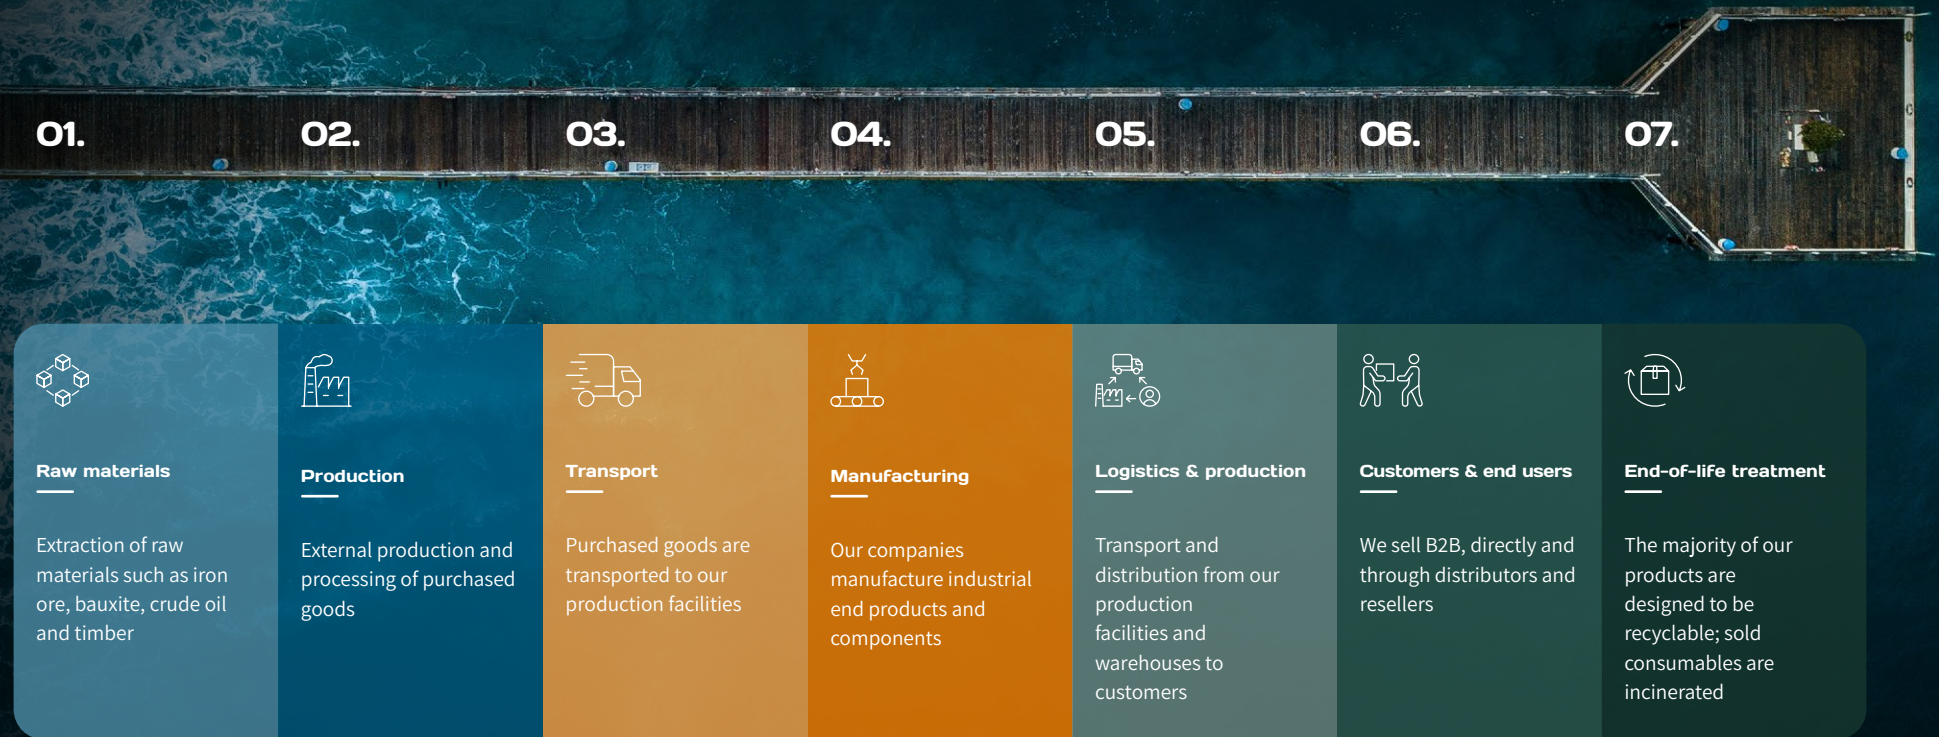 01.
02.
03.
04.
05.
06.
07.
Raw materials
Extraction of raw
materials such as iron
ore, bauxite, crude oil
and timber
Production
External production and
processing of purchased
goods
Transport
Purchased goods are
transported to our
production facilities
Manufacturing
Our companies
manufacture industrial
end products and
components
Logistics & production
Transport and
distribution from our
production
facilities and
warehouses to
customers
Customers & end users
We sell B2B, directly and
through distributors and
resellers
End-of-life treatment
The majority of our
products are
designed to be
recyclable; sold
consumables are
incinerated